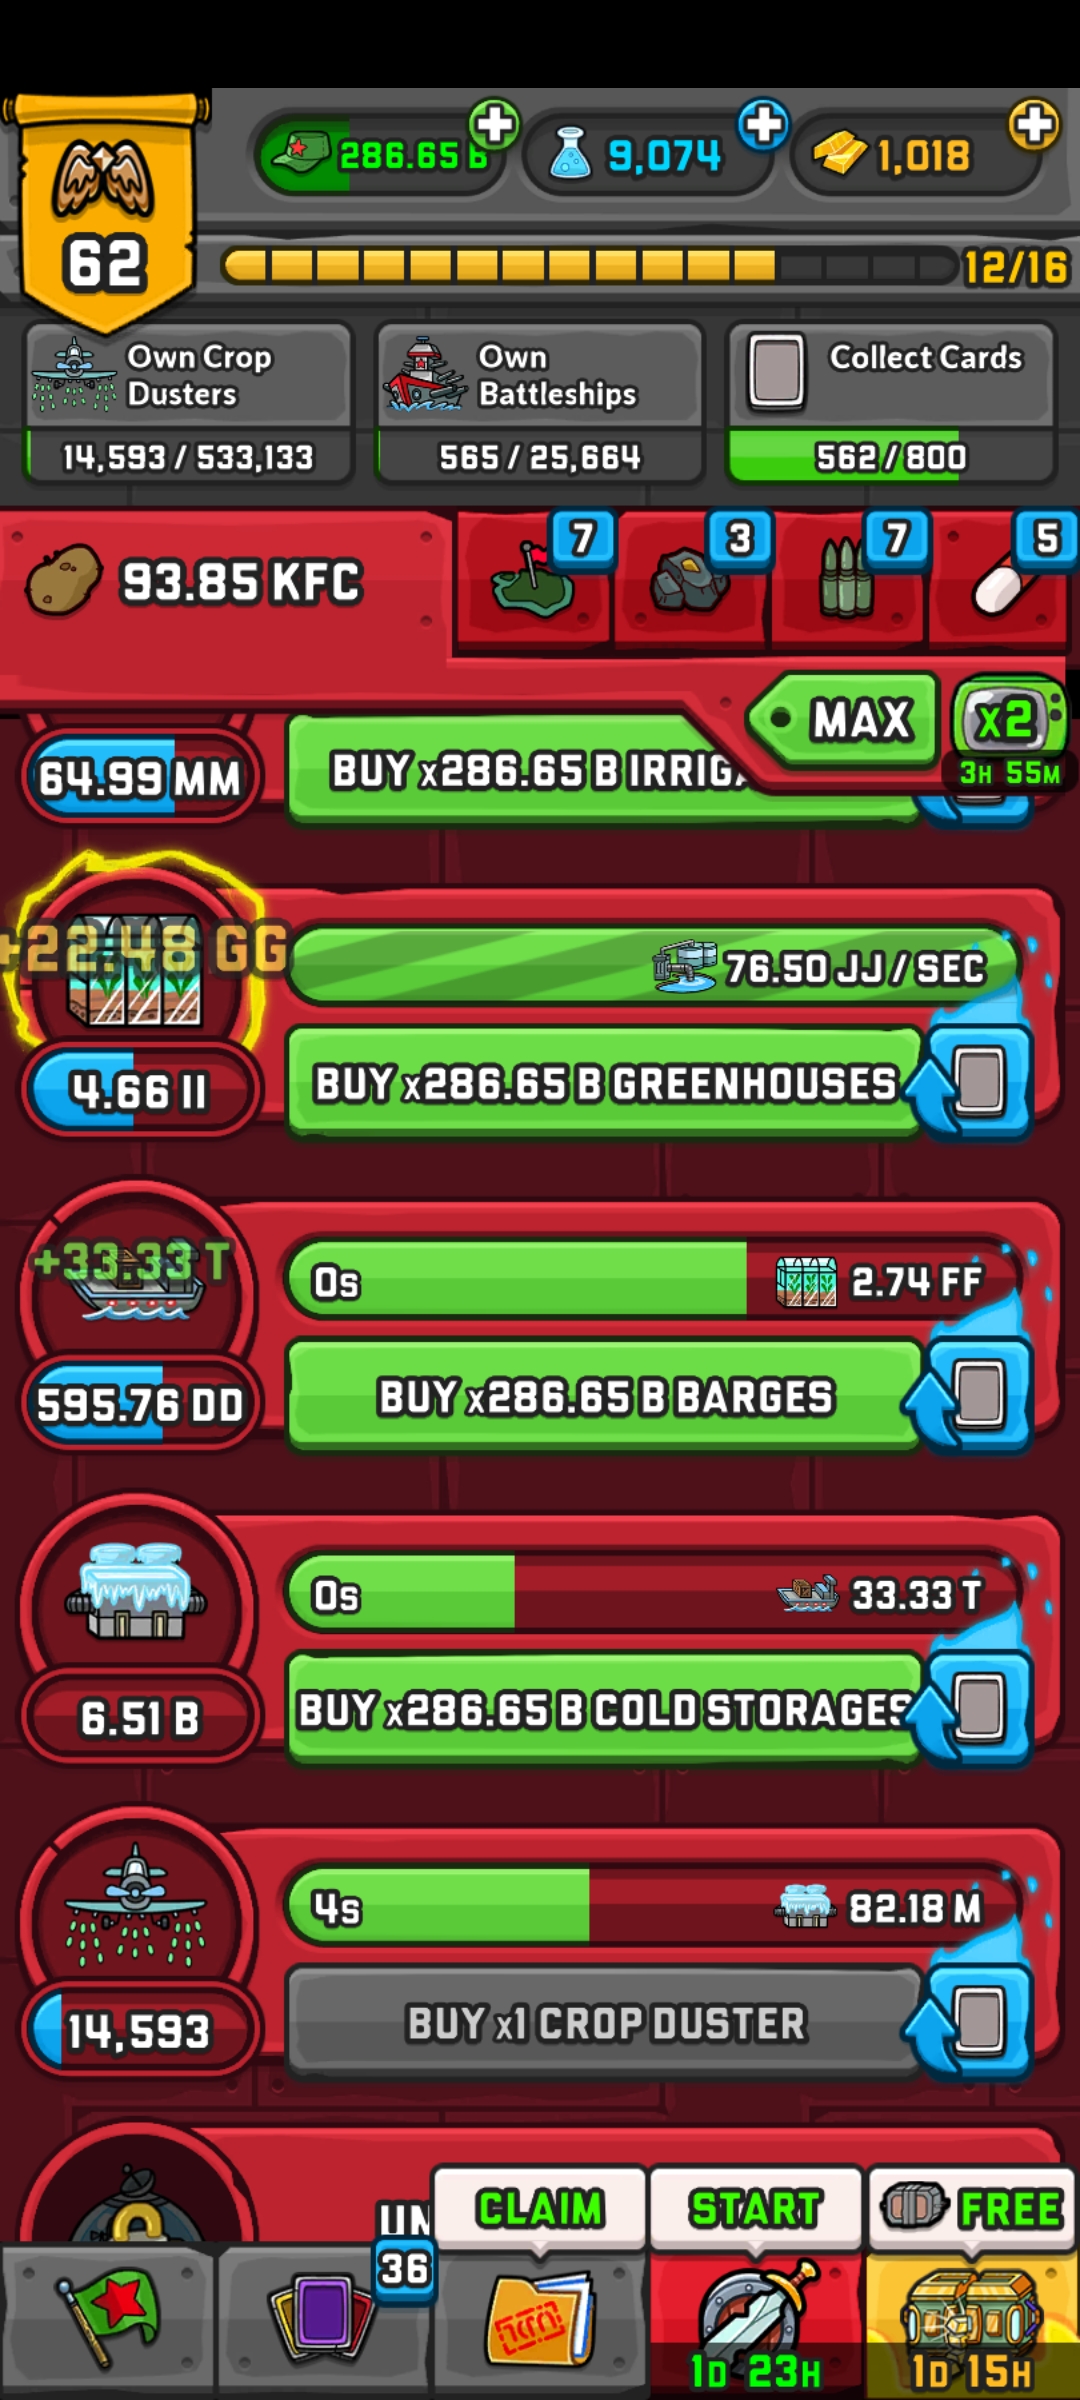 286.65 B
9,074
1,018
62
12/16
Own Crop
Dusters
14,593 / 533,133
Own
Battleships
565 / 25,664
Collect Cards
562 / 800
93.85 KFC
7
3
7
5
MAX
x2
3H 55M
64.99 MM
BUY x286.65 B
+22.48 GG
76.50 JJ / SEC
4.66 II
BUY x286.65 B GREENHOUSES
+33.33 T
0s
2.74 FF
595.76 DD
BUY x286.65 B BARGES
0s
33.33 T
6.51 B
BUY x286.65 B COLD STORAGES
4s
82.18 M
14,593
BUY x1 CROP DUSTER
CLAIM
START
FREE
36
1D 23H
1D 15H